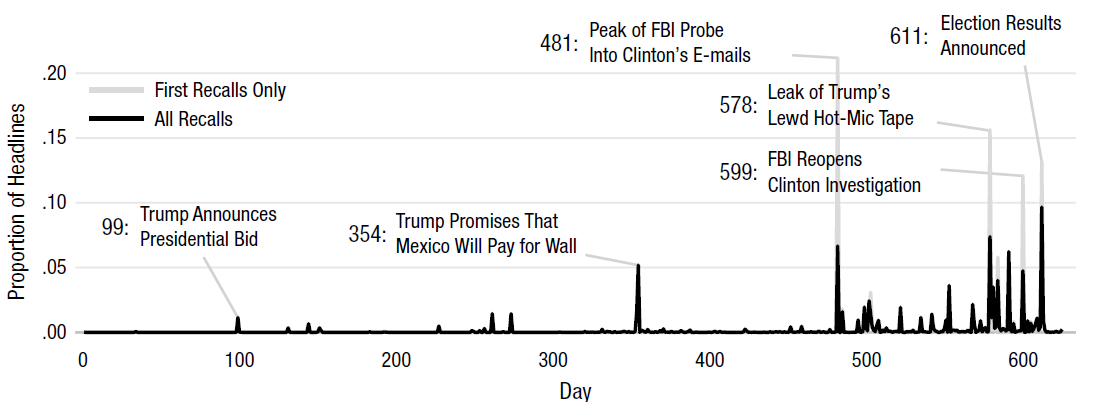 481:
Peak of FBI Probe
Into Clinton's E-mails
611:
Election Results
Announced
.20
First Recalls Only
All Recalls
578:
Leak of Trump's
Lewd Hot-Mic Tape
.15
599:
FBI Reopens
Clinton Investigation
.10
99:
Trump Announces
Presidential Bid
354:
Trump Promises That
Mexico Will Pay for Wall
.05
.00
Proportion of Headlines
0 100 200 300 400 500 600
Day